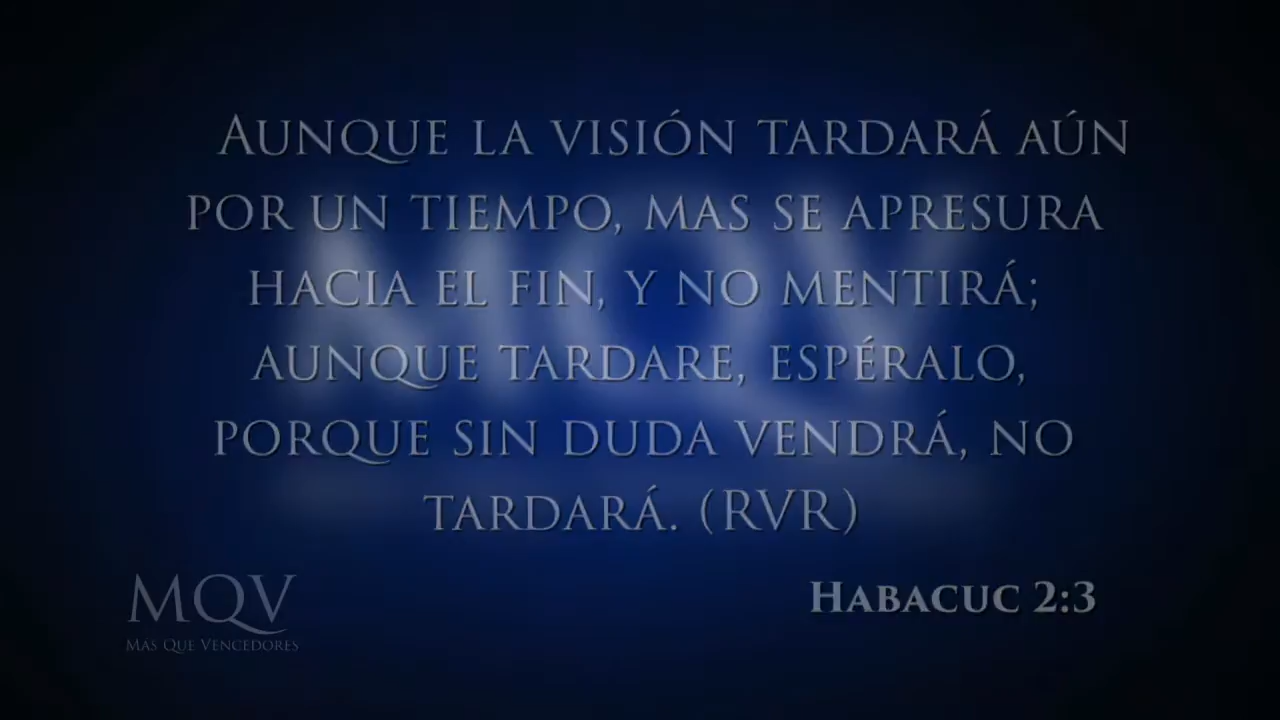 Aunque la visión tardará aún
por un tiempo, mas se apresura
hacia el fin, y no mentirá;
aunque tardare, espéralo,
porque sin duda vendrá, no
tardará. (RVR)
Habacuc 2:3
MQV
Mas Que Vencedores